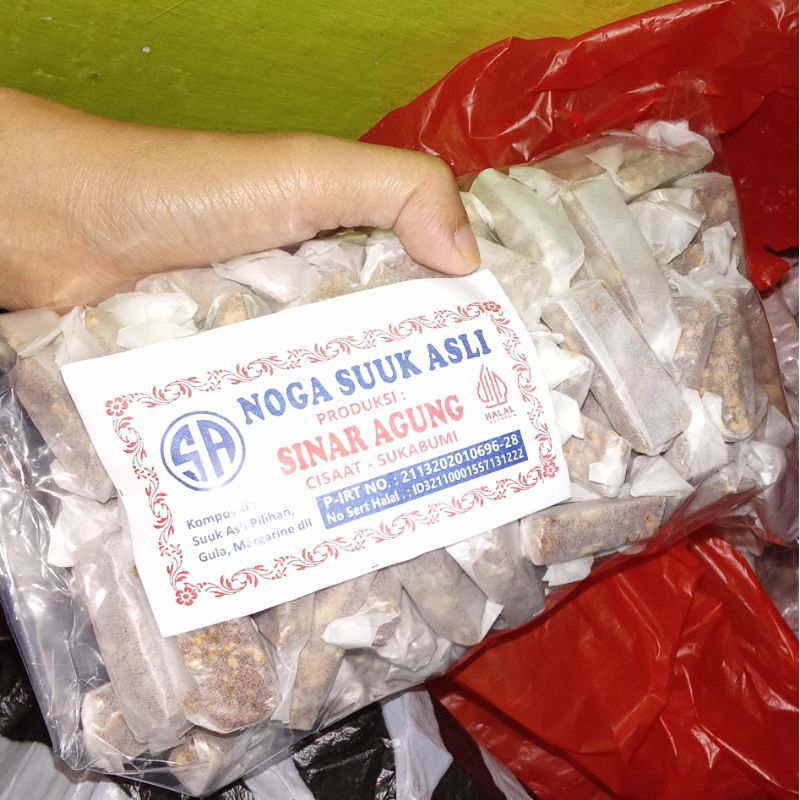 SA
NOGA SUUK ASLI
PRODUKSI :
SINAR AGUNG
CISAAT - SUKABUMI
HALAL
P-IRT NO. : 2113202010696-28
No Sert Halal . : ID32110001557131222
Komposisi :
Suuk Asli Pilihan,
Gula, Margarine dll